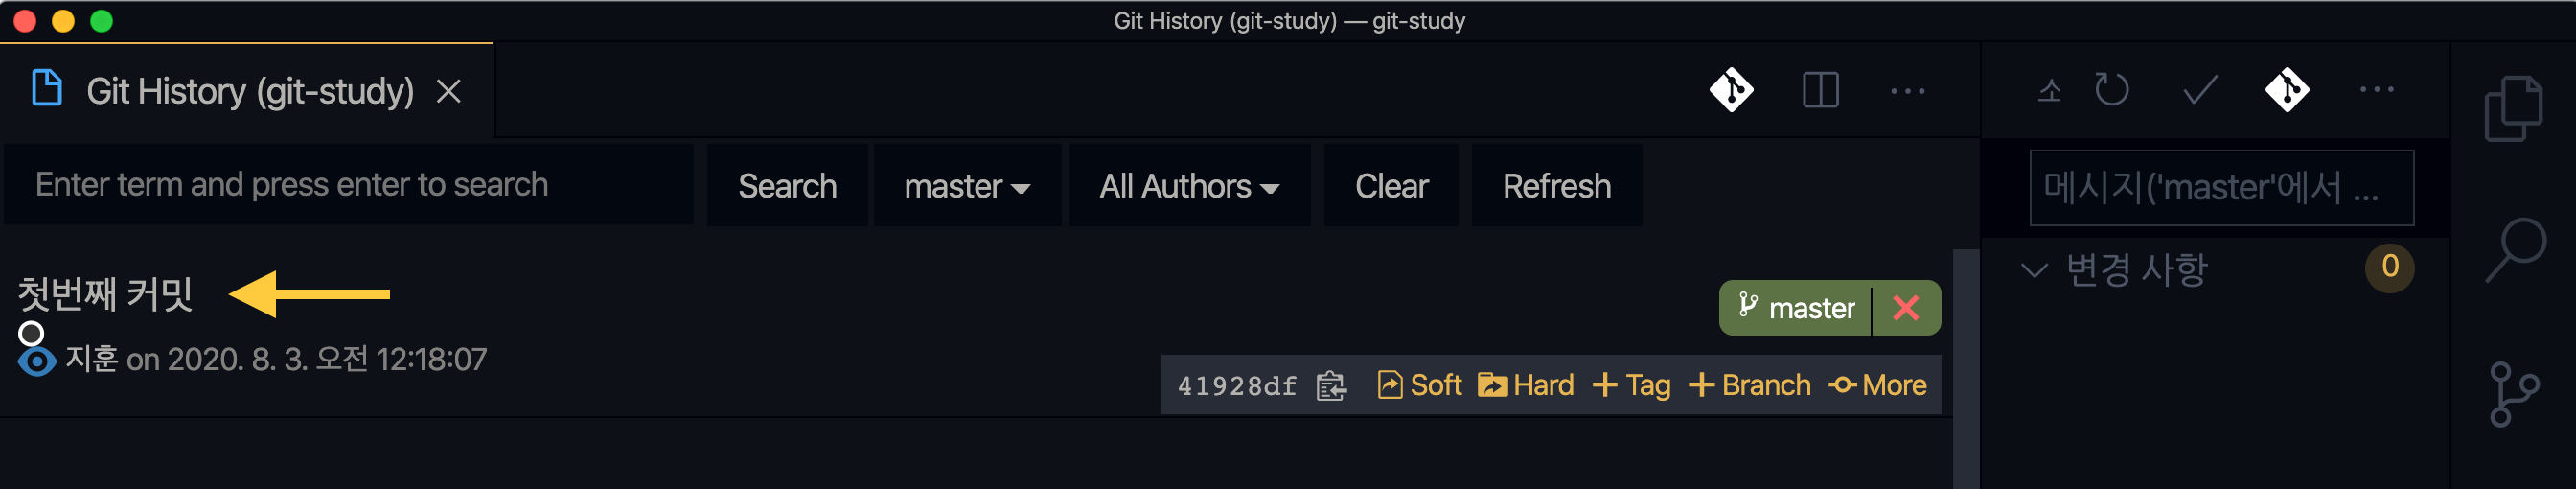 Git History (git-study) — git-study
Git History (git-study)
소
Enter term and press enter to search
Search
master
All Authors
Clear
Refresh
메시지('master'에서 ...
변경 사항
0
첫번째 커밋
master
지훈 on 2020. 8. 3. 오전 12:18:07
41928df
Soft
Hard
Tag
Branch
More